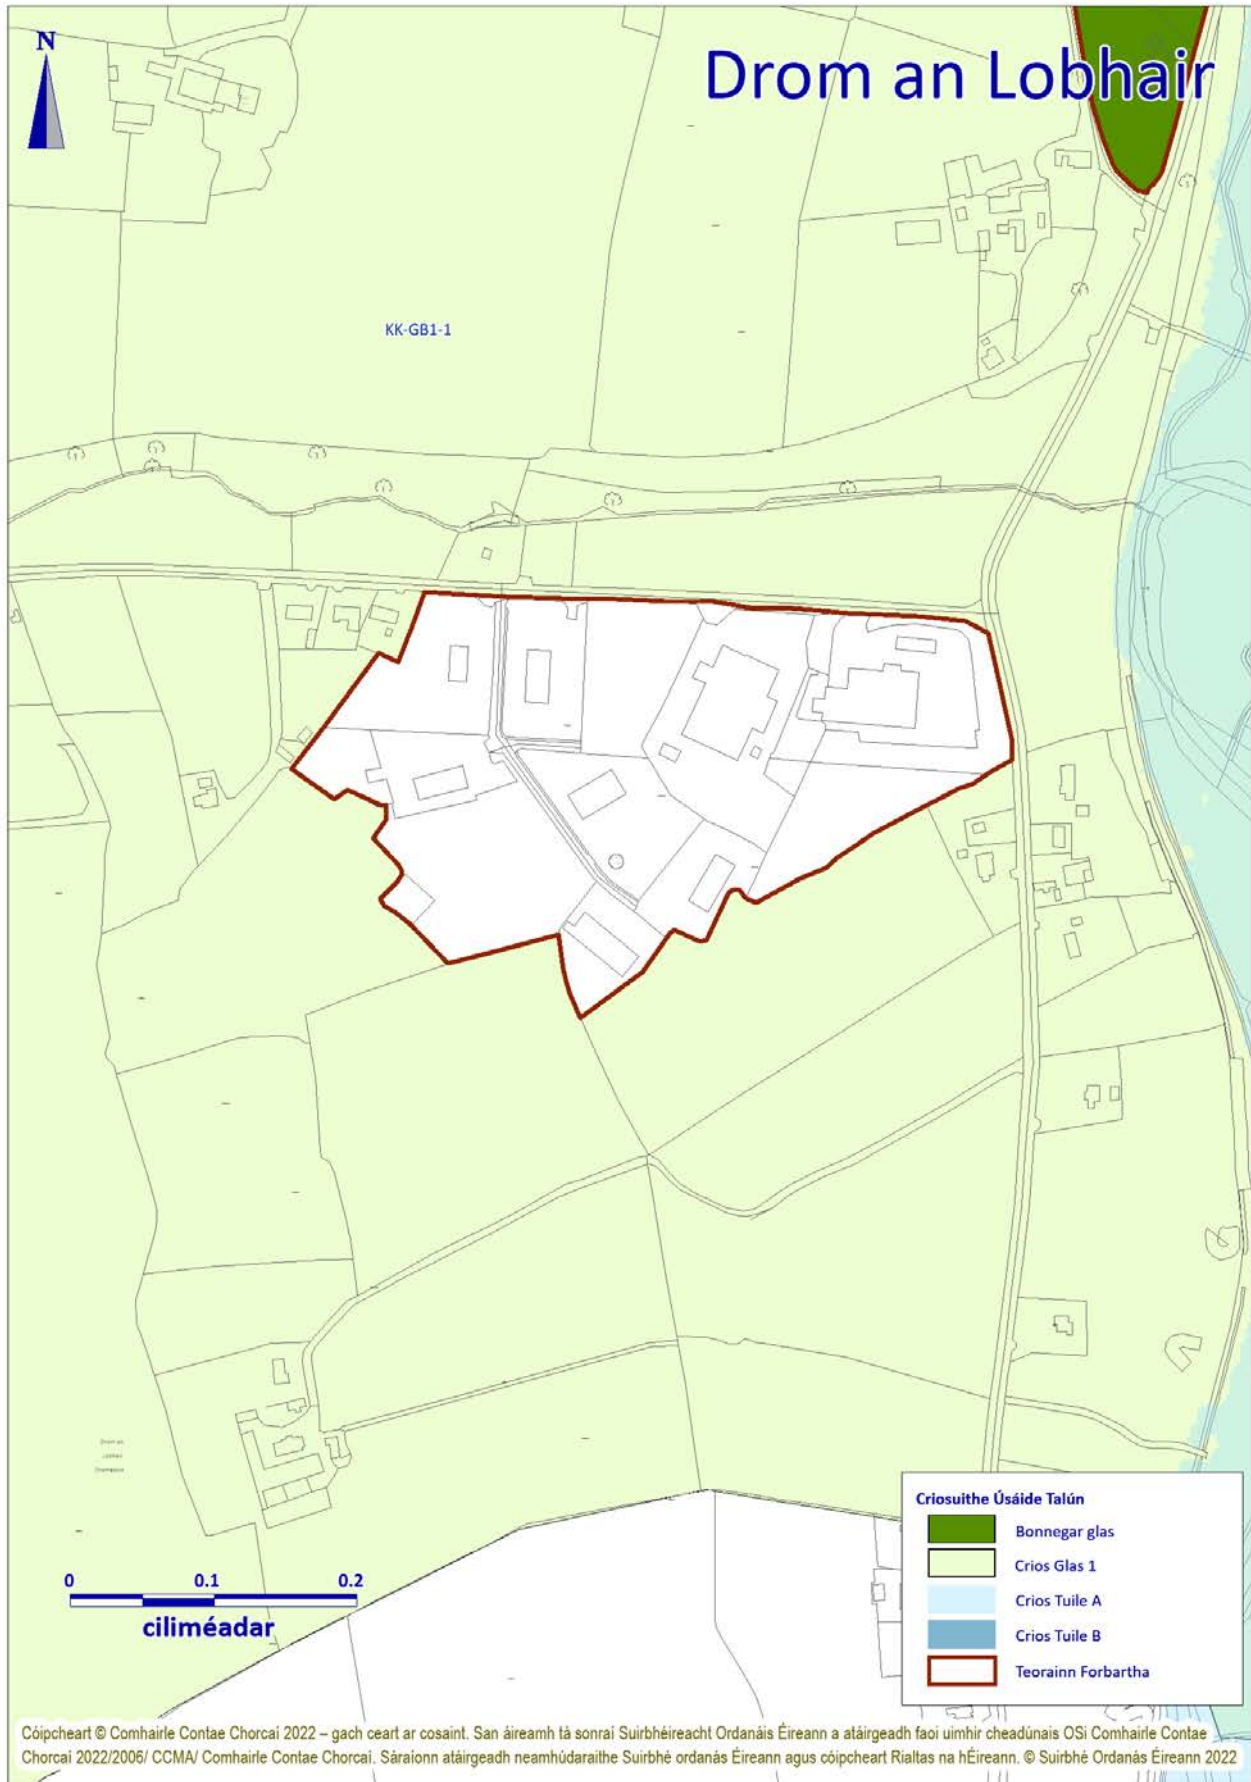 N
Drom an Lobhair
KK-GB1-1
0 0.1 0.2
ciliméadar
Criosuithe Úsáide Talún
Bonnegar glas
Crios Glas 1
Crios Tuile A
Crios Tuile B
Teorainn Forbartha
Cóipcheart © Comhairle Contae Chorcaí 2022 – gach ceart ar cosaint. San áireamh tá sonraí Suirbhéireacht Ordanáis Éireann a atáirgeadh faoi uimhir cheadúnais OSi Comhairle Contae
Chorcaí 2022/2006/ CCMA/ Comhairle Contae Chorcaí. Sáraíonn atáirgeadh neamhúdaraithe Suirbhé ordanás Éireann agus cóipcheart Rialtas na hÉireann. © Suirbhé Ordanás Éireann 2022